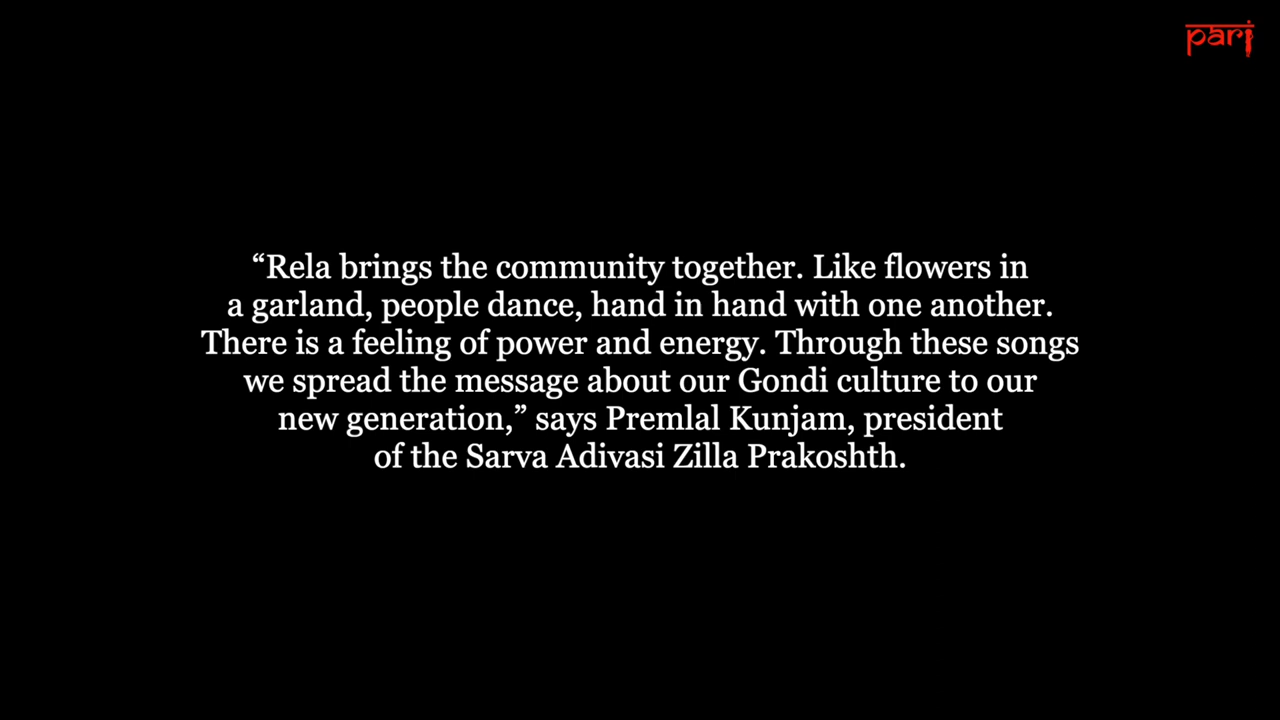 pari
“Rela brings the community together. Like flowers in
a garland, people dance, hand in hand with one another.
There is a feeling of power and energy. Through these songs
we spread the message about our Gondi culture to our
new generation,” says Premlal Kunjam, president
of the Sarva Adivasi Zilla Prakoshth.